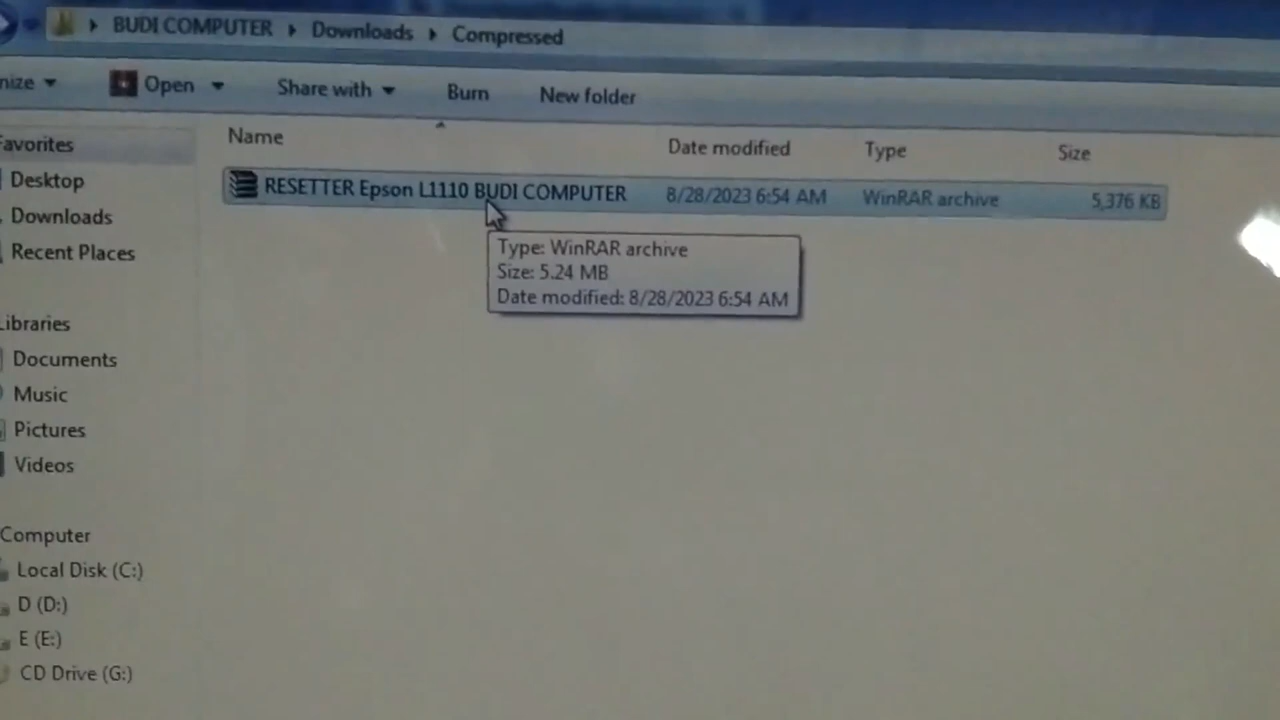 BUDI COMPUTER Downloads Compressed
nize Open Share with Burn New folder
Name Date modified Type Size
RESETTER Epson L1110 BUDI COMPUTER 8/28/2023 6:54 AM WinRAR archive 5,376 KB
Type: WinRAR archive
Size: 5.24 MB
Date modified: 8/28/2023 6:54 AM
avorites
Desktop
Downloads
Recent Places
Libraries
Documents
Music
Pictures
Videos
Computer
Local Disk (C:)
D (D:)
E (E:)
CD Drive (G:)